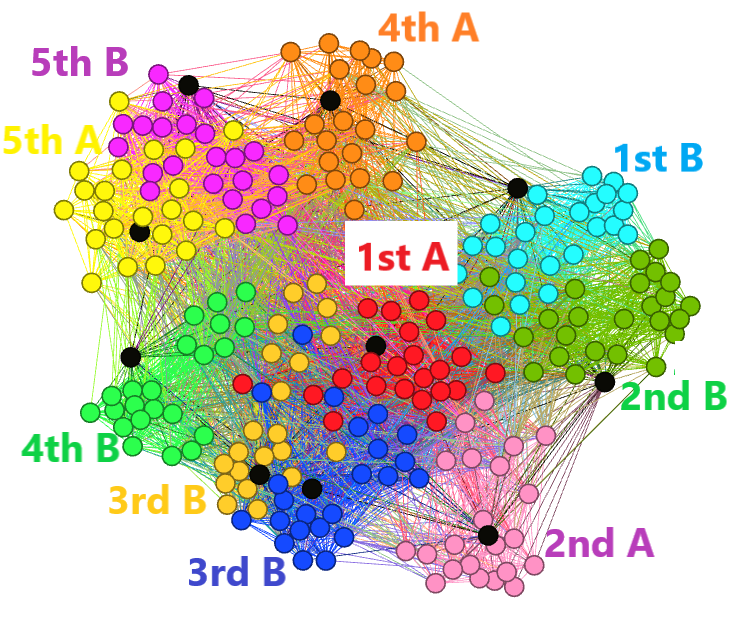 4th A
5th B
5th A
1st B
1st A
2nd B
4th B
3rd B
2nd A
3rd B